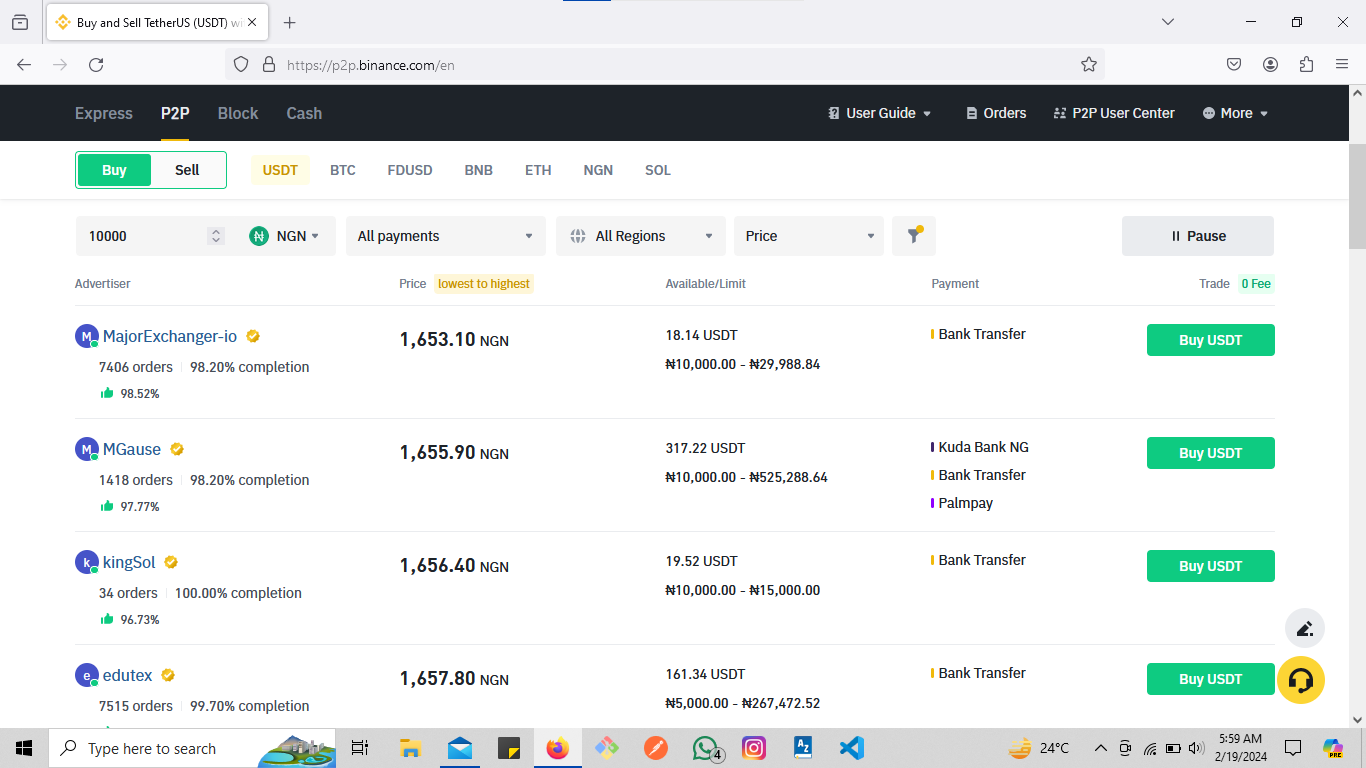 Buy and Sell TetherUS (USDT) wi
https://p2p.binance.com/en
Express P2P Block Cash User Guide Orders P2P User Center More
Buy Sell USDT BTC FDUSD BNB ETH NGN SOL
10000 NGN All payments All Regions Price Pause
Advertiser Price lowest to highest Available/Limit Payment Trade 0 Fee
M MajorExchanger-io 1,653.10 NGN 18.14 USDT Bank Transfer Buy USDT
7406 orders 98.20% completion ₦10,000.00 - ₦29,988.84
98.52%
M MGause 1,655.90 NGN 317.22 USDT Kuda Bank NG Buy USDT
1418 orders 98.20% completion ₦10,000.00 - ₦525,288.64 Bank Transfer
97.77% Palmpay
k kingSol 1,656.40 NGN 19.52 USDT Bank Transfer Buy USDT
34 orders 100.00% completion ₦10,000.00 - ₦15,000.00
96.73%
e edutex 1,657.80 NGN 161.34 USDT Bank Transfer Buy USDT
7515 orders 99.70% completion ₦5,000.00 - ₦267,472.52
Type here to search 4 24°C 5:59 AM
2/19/2024 PRE